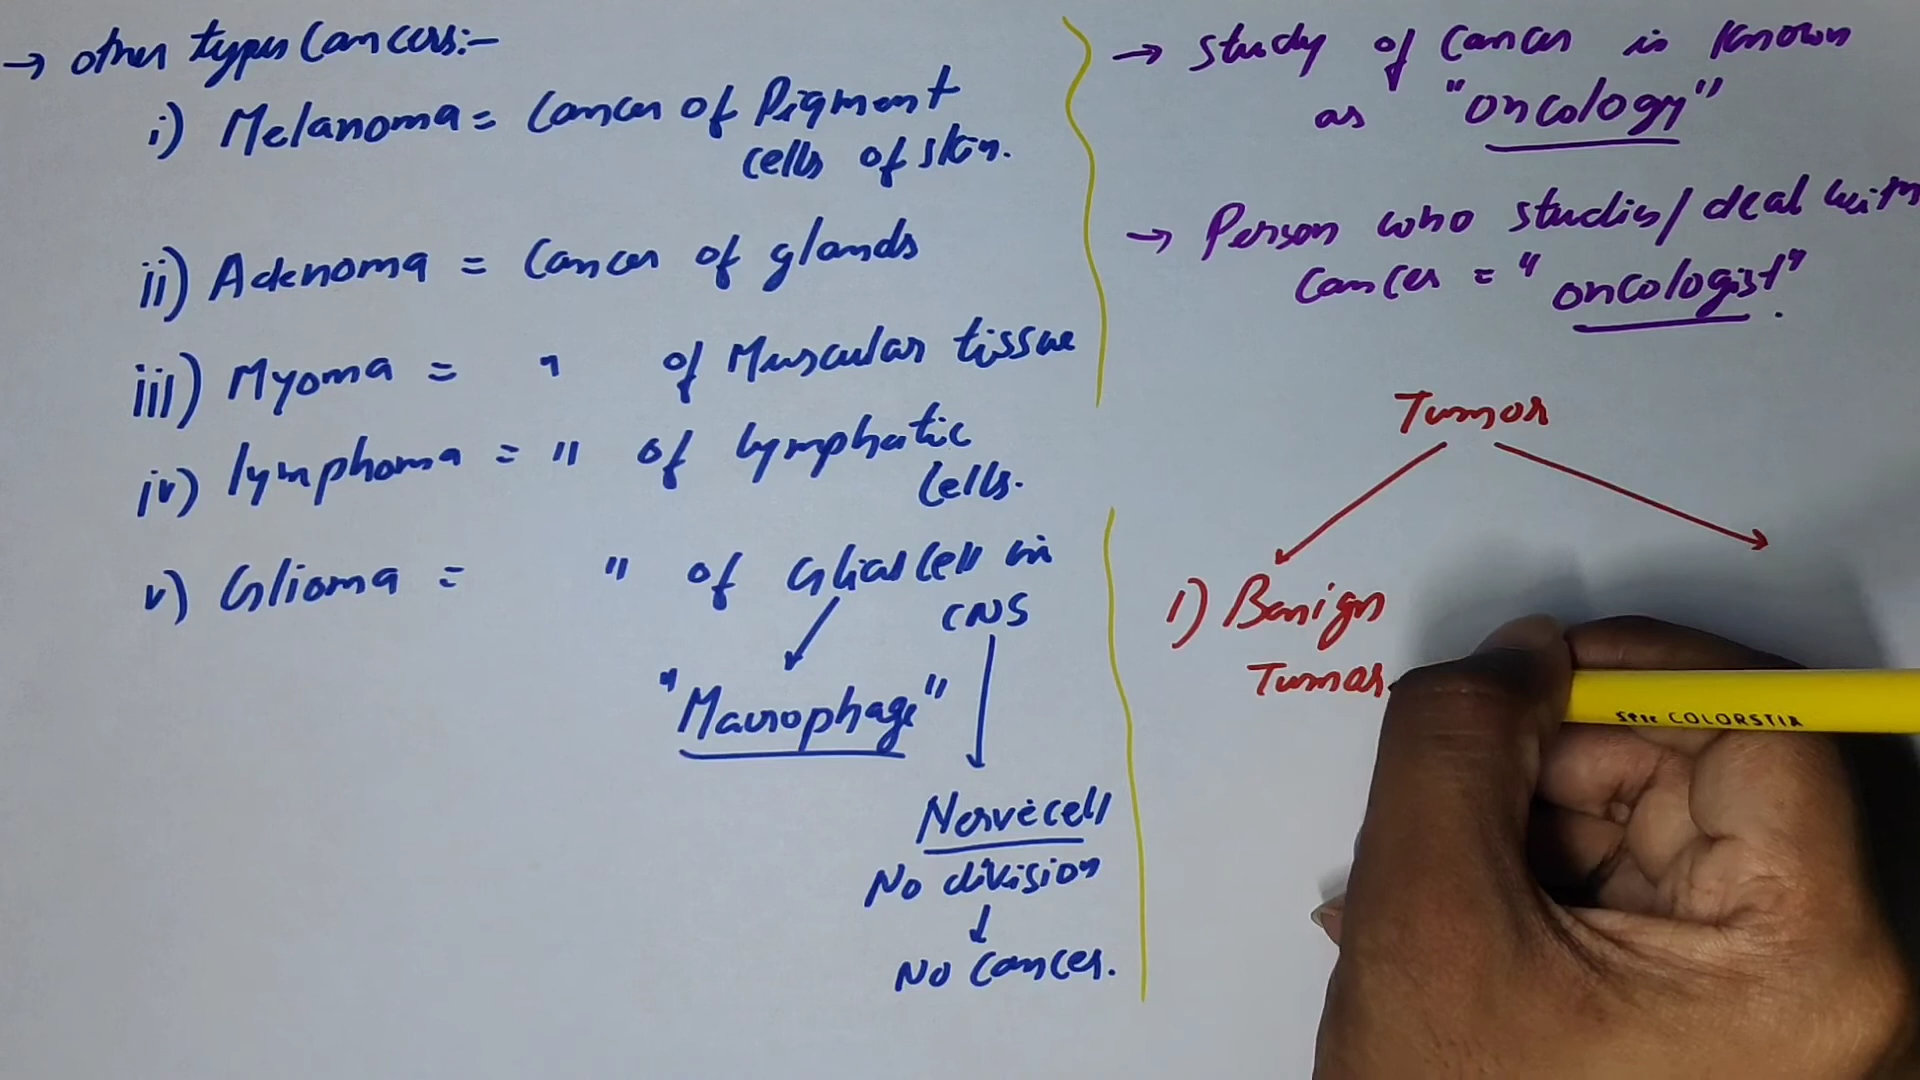 → other types Cancers:-
i) Melanoma = Cancer of Pigment
cells of skin.
ii) Adenoma = Cancer of glands
iii) Myoma = " of Muscular tissue
iv) lymphoma = " of lymphatic
Cells.
v) Glioma = " of Glial Cell in
CNS
"Macrophage"
Nerve cell
No division
↓
No Cancer.
→ Study of Cancer is known
as "oncology"
→ Person who studies/deal with
Cancer = "oncologist".
Tumor
1) Benign
Tumor
COLORSTIX